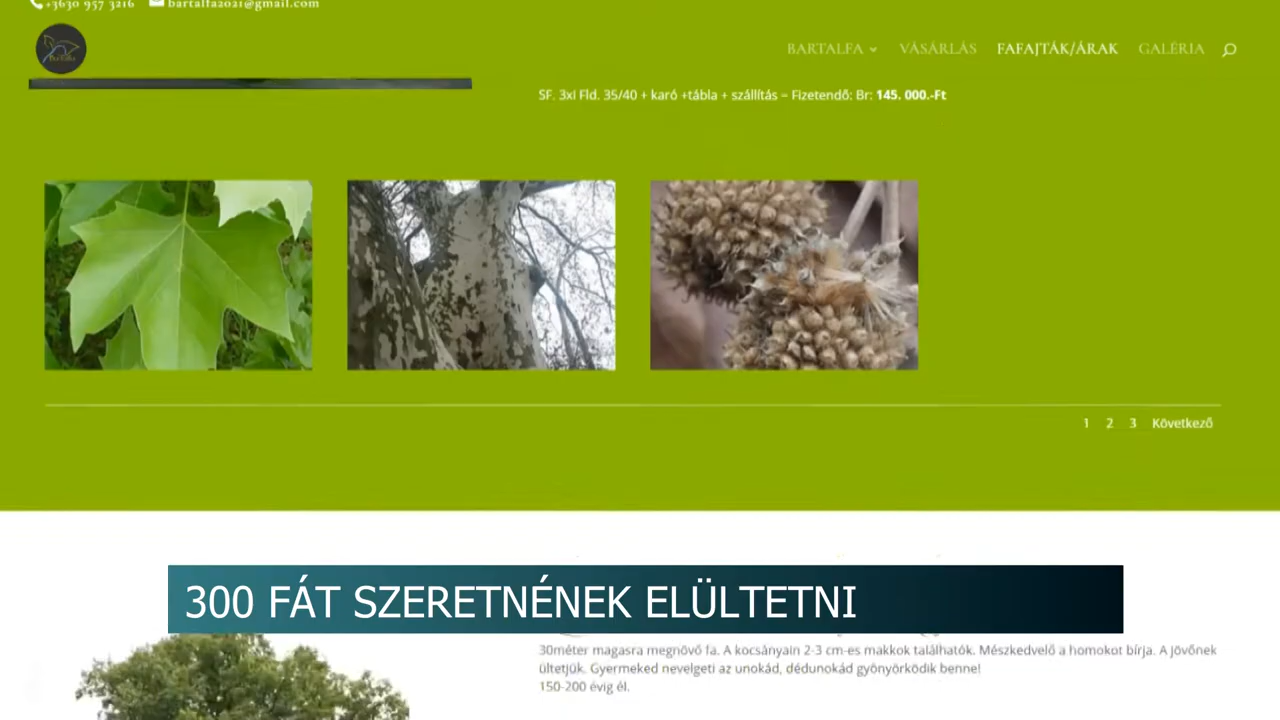 +3630 957 3216 bartalfa2021@gmail.com
BARTALFA VÁSÁRLÁS FAFAJTÁK/ÁRAK GALÉRIA
SF. 3xI Fld. 35/40 + karó +tábla + szállítás = Fizetendő: Br: 145. 000.-Ft
1 2 3 Következő
300 FÁT SZERETNÉNEK ELÜLTETNI
30méter magasra megnövő fa. A kocsányain 2-3 cm-es makkok találhatók. Mészkedvelő a homokot bírja. A jövőnek
ültetjük. Gyermeked nevelgeti az unokád, dédunokád gyönyörködik benne!
150-200 évig él.